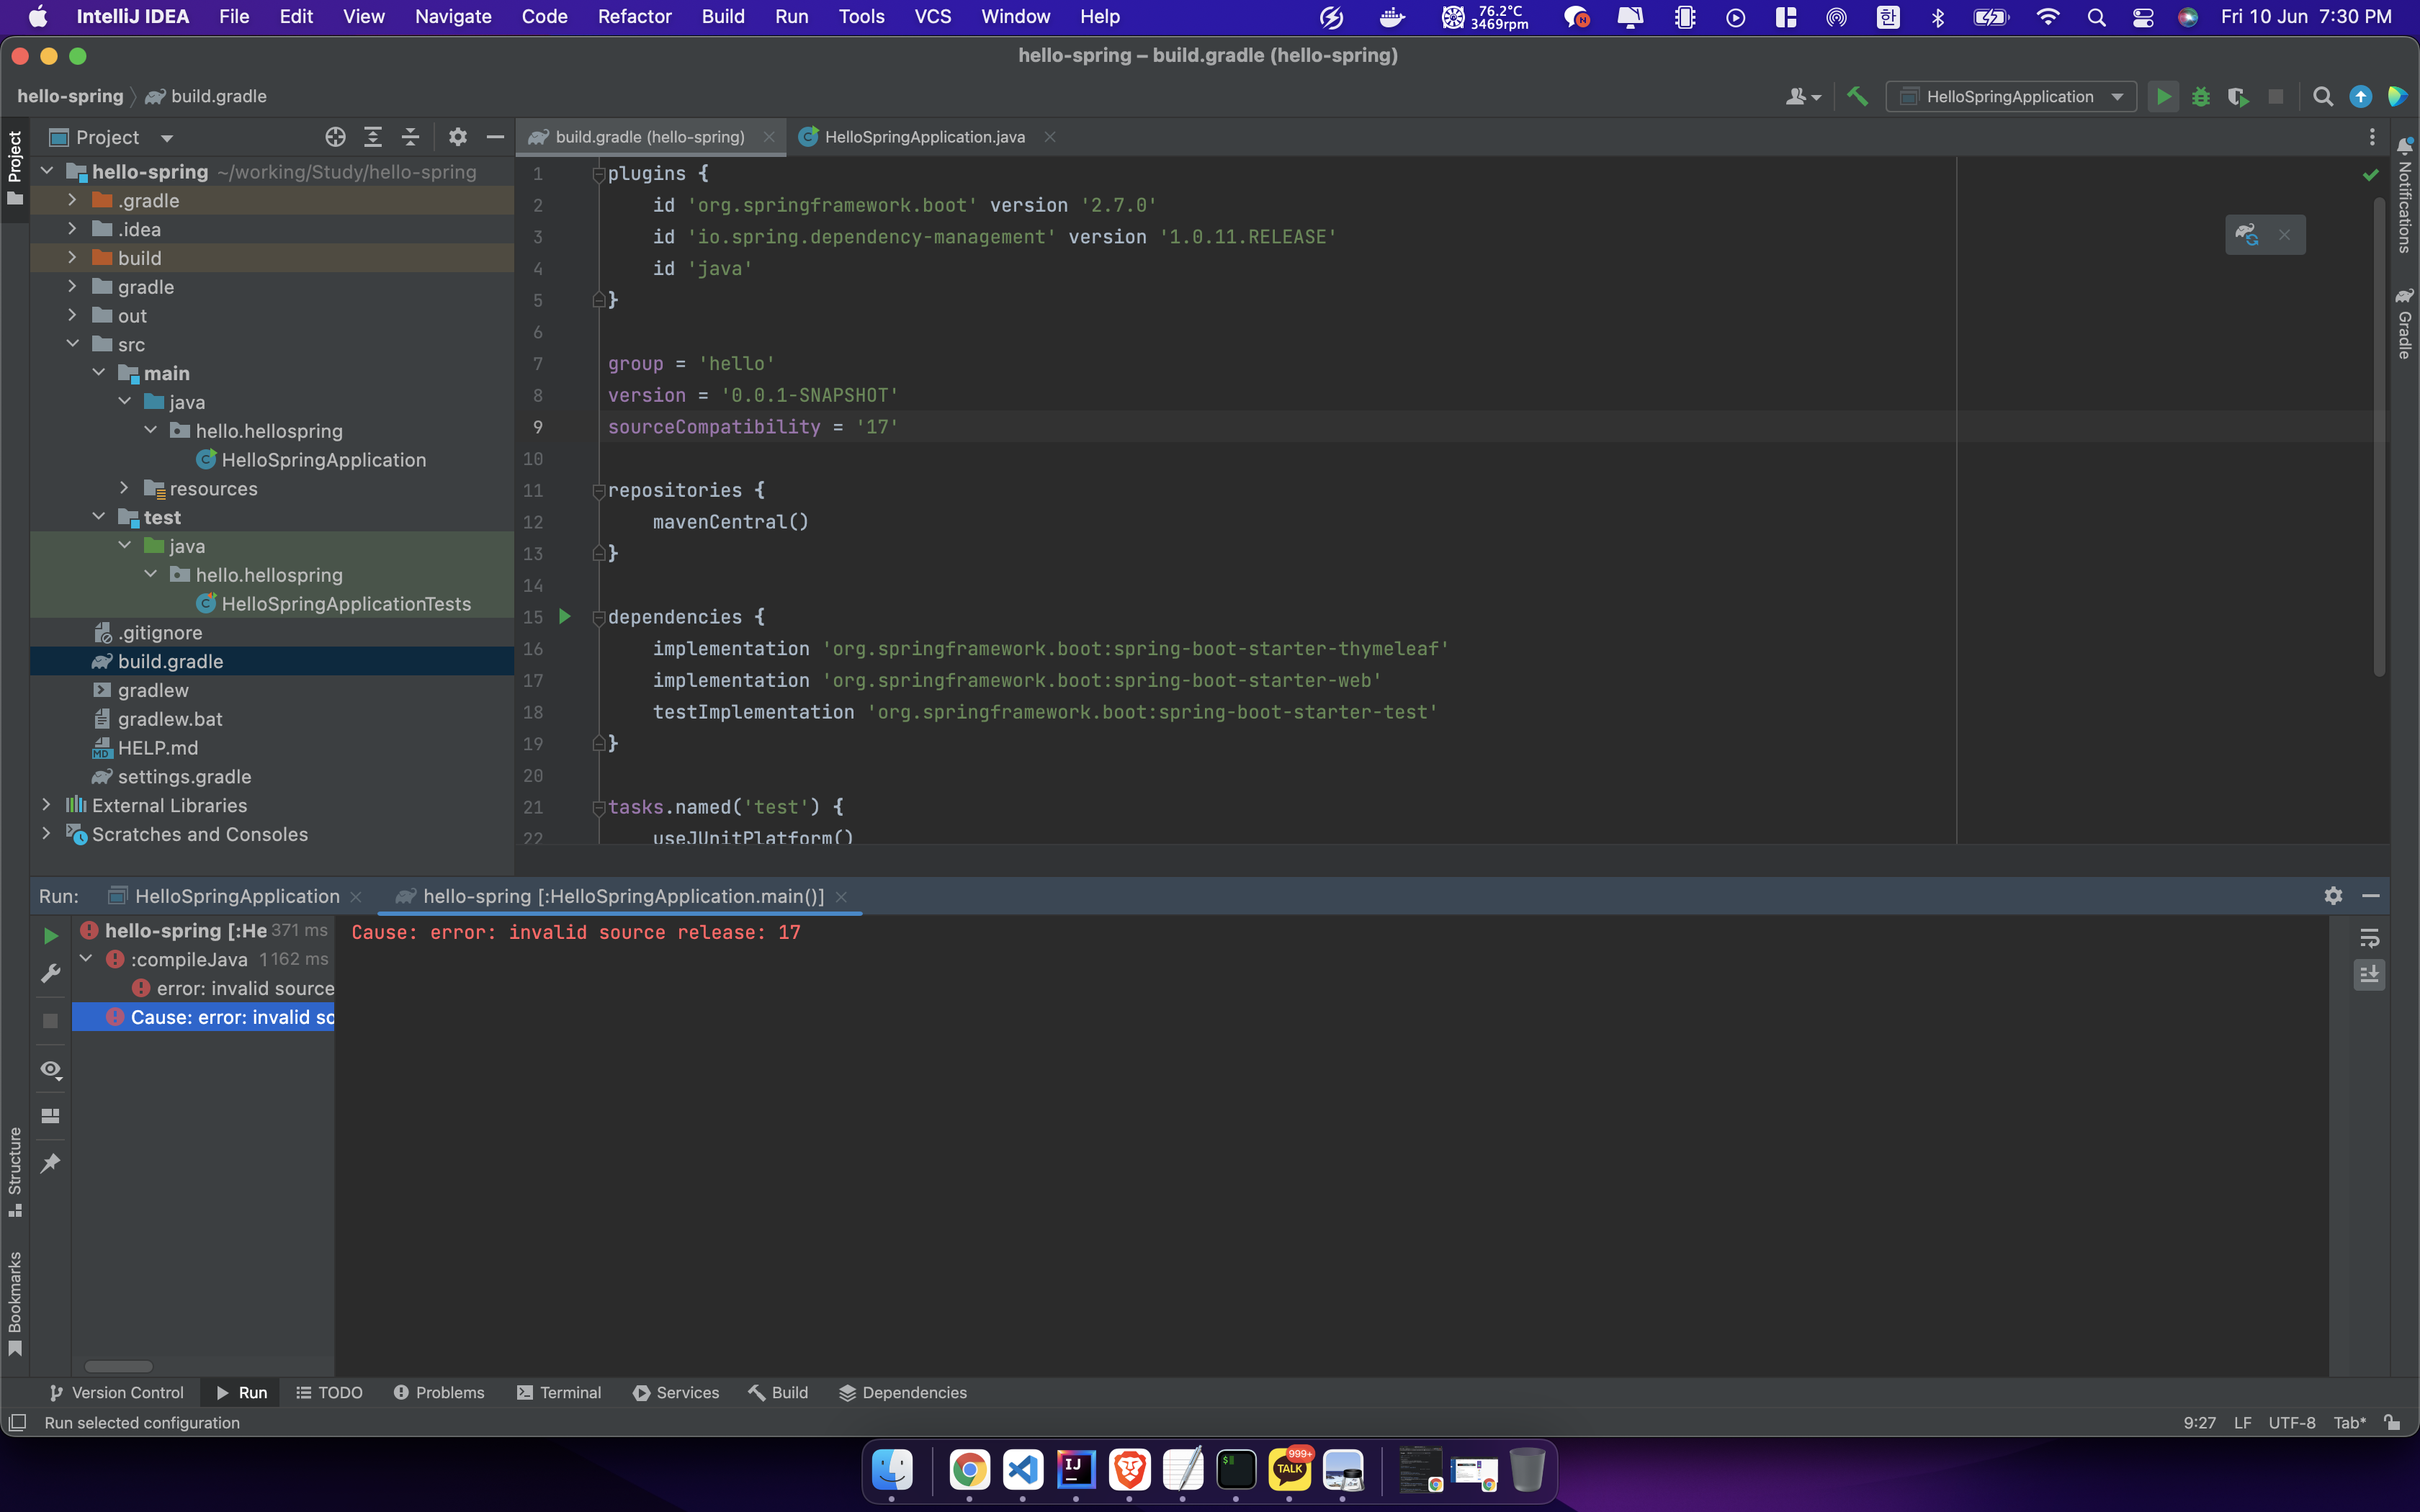 IntelliJ IDEA File Edit View Navigate Code Refactor Build Run Tools VCS Window Help 76.2°C 3469rpm 한 Fri 10 Jun 7:30 PM
hello-spring – build.gradle (hello-spring)
hello-spring build.gradle HelloSpringApplication
Project
Project
build.gradle (hello-spring) HelloSpringApplication.java
hello-spring ~/working/Study/hello-spring
.gradle
.idea
build
gradle
out
src
main
java
hello.hellospring
HelloSpringApplication
resources
test
java
hello.hellospring
HelloSpringApplicationTests
.gitignore
build.gradle
gradlew
gradlew.bat
HELP.md
settings.gradle
External Libraries
Scratches and Consoles
1 plugins {
2 id 'org.springframework.boot' version '2.7.0'
3 id 'io.spring.dependency-management' version '1.0.11.RELEASE'
4 id 'java'
5 }
6
7 group = 'hello'
8 version = '0.0.1-SNAPSHOT'
9 sourceCompatibility = '17'
10
11 repositories {
12 mavenCentral()
13 }
14
15 dependencies {
16 implementation 'org.springframework.boot:spring-boot-starter-thymeleaf'
17 implementation 'org.springframework.boot:spring-boot-starter-web'
18 testImplementation 'org.springframework.boot:spring-boot-starter-test'
19 }
20
21 tasks.named('test') {
22 useJUnitPlatform()
Notifications
Gradle
Run: HelloSpringApplication hello-spring [:HelloSpringApplication.main()]
hello-spring [:He 371 ms
:compileJava 1162 ms
error: invalid source
Cause: error: invalid so
Cause: error: invalid source release: 17
Structure
Bookmarks
Version Control Run TODO Problems Terminal Services Build Dependencies
Run selected configuration 9:27 LF UTF-8 Tab*
IJ
$
TALK
999+